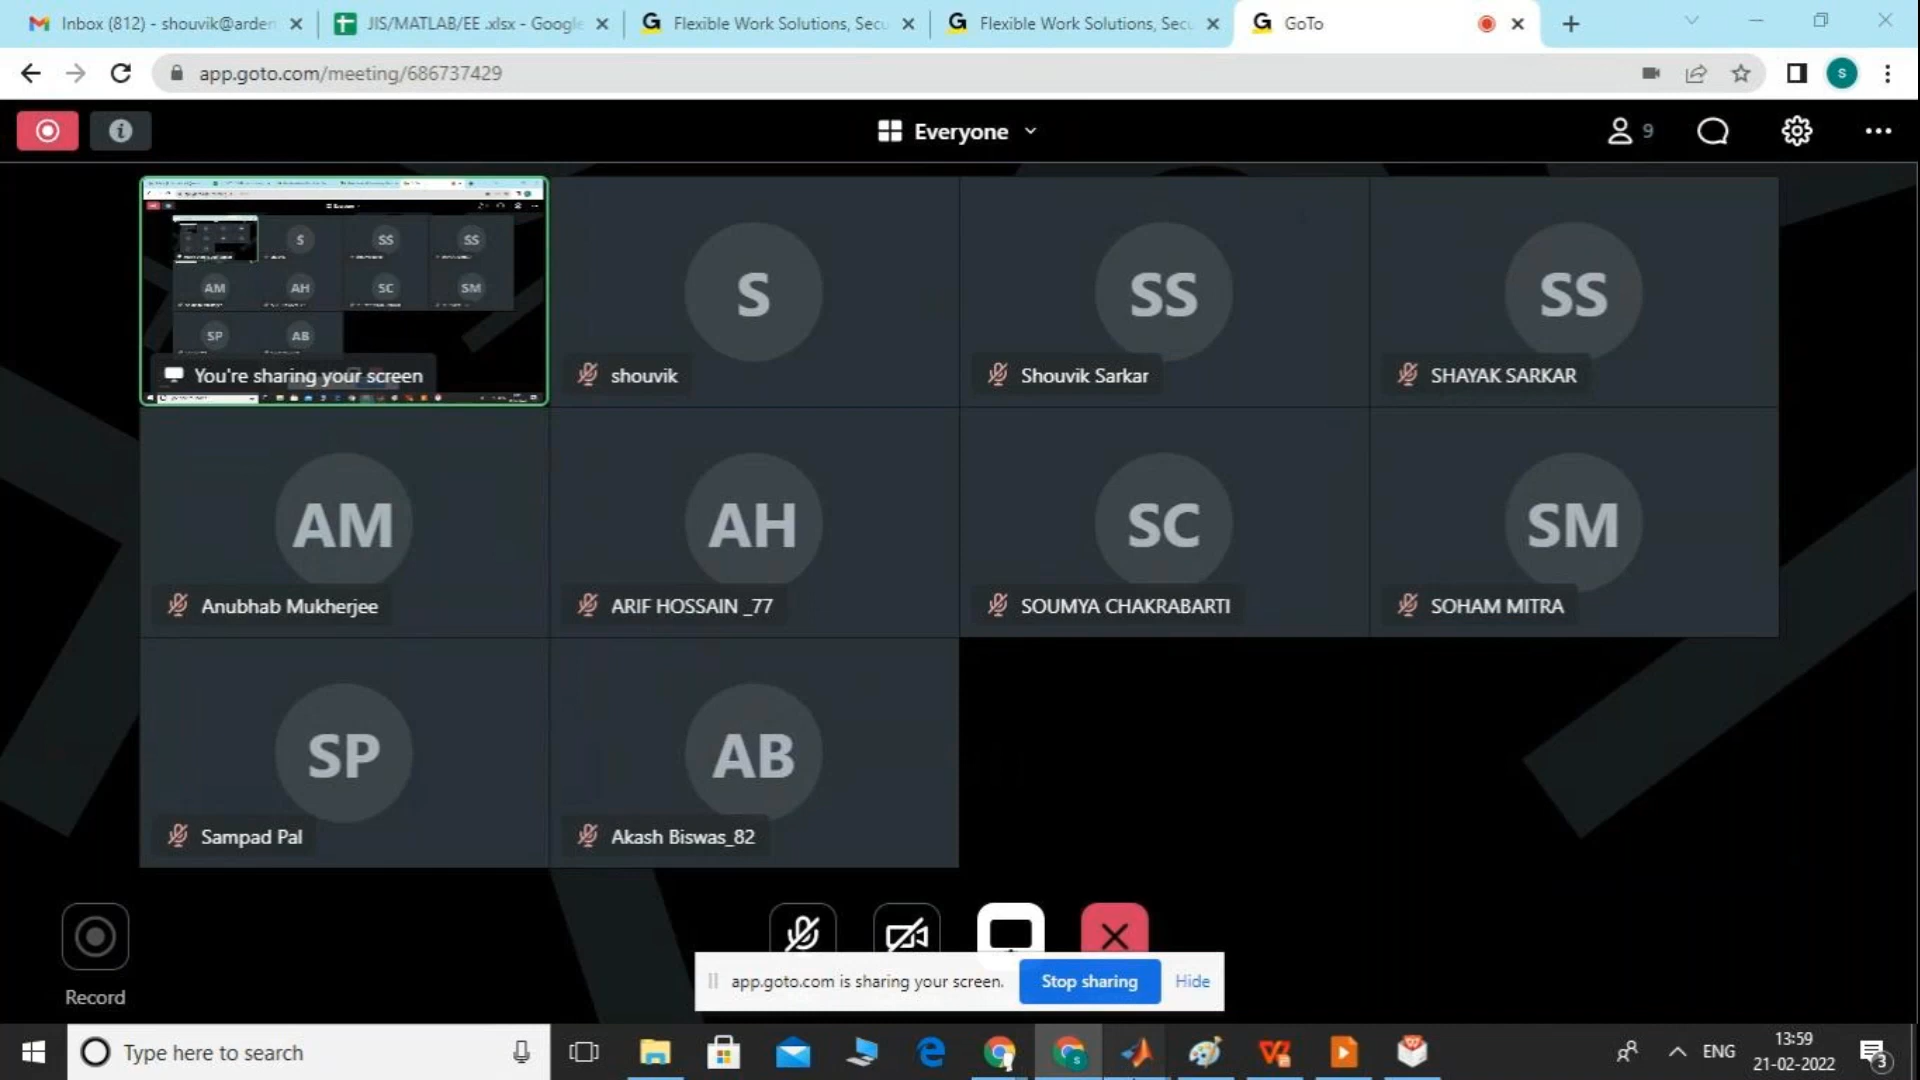 Inbox (812) - shouvik@arden
JIS/MATLAB/EE .xlsx - Google
Flexible Work Solutions, Secu
Flexible Work Solutions, Secu
GoTo
app.goto.com/meeting/686737429
S
Everyone
9
You're sharing your screen
S
shouvik
SS
Shouvik Sarkar
SS
SHAYAK SARKAR
AM
Anubhab Mukherjee
AH
ARIF HOSSAIN _77
SC
SOUMYA CHAKRABARTI
SM
SOHAM MITRA
SP
Sampad Pal
AB
Akash Biswas_82
Record
app.goto.com is sharing your screen.
Stop sharing
Hide
Type here to search
ENG
13:59
21-02-2022
3